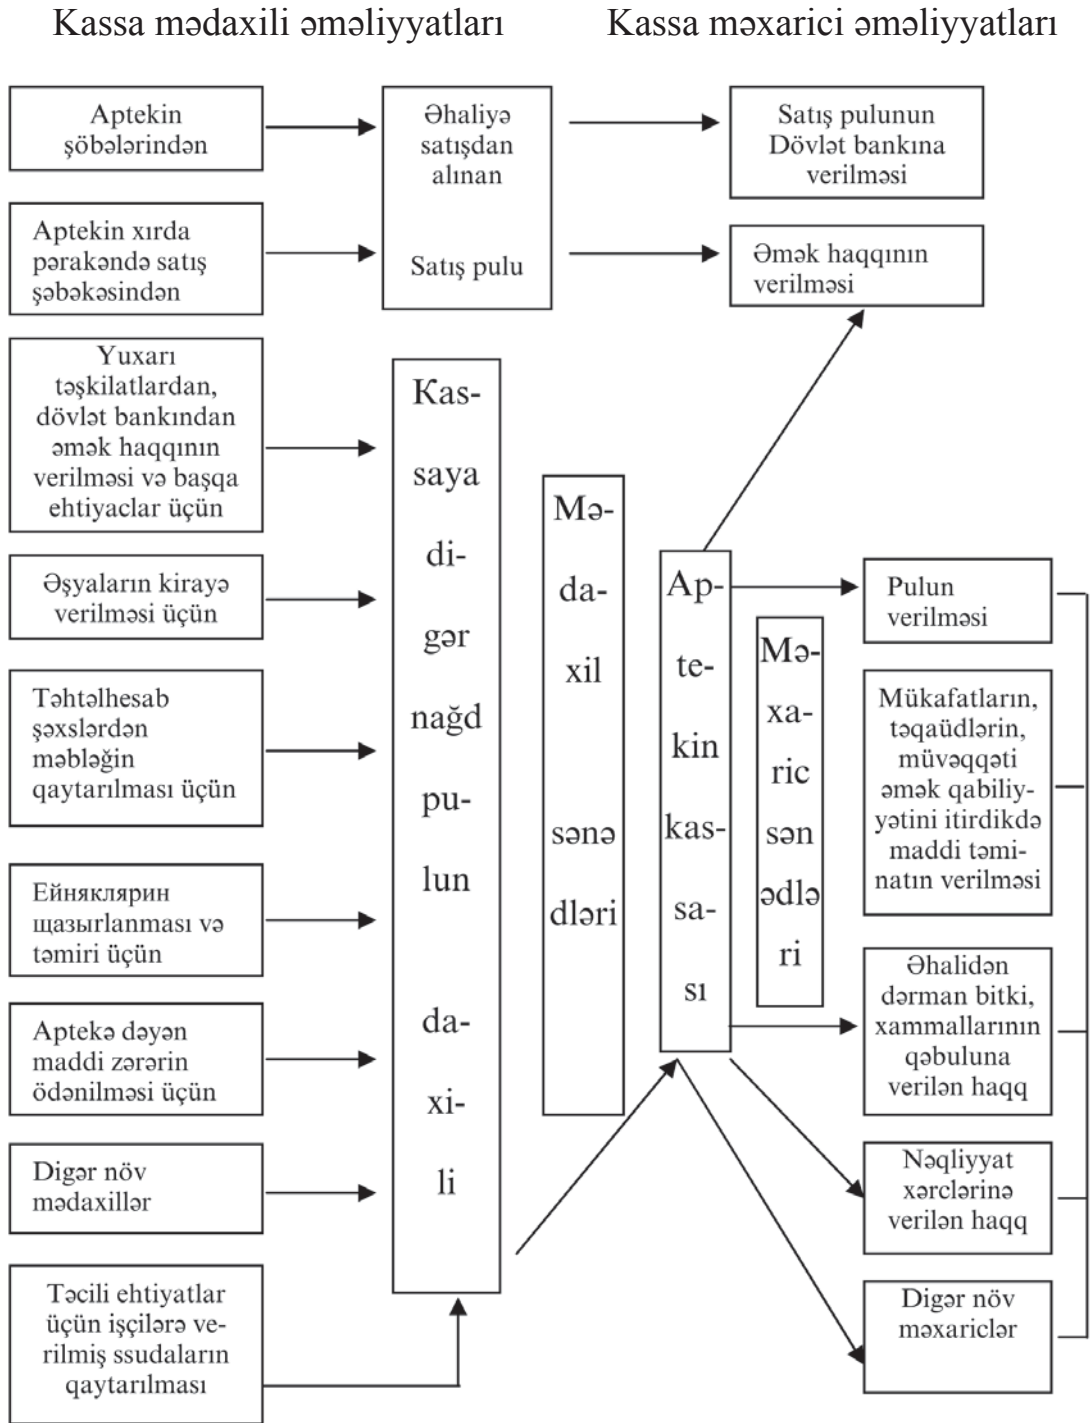 Kassa mədaxili əməliyyatları
Kassa məxarici əməliyyatları
Aptekin
şöbələrindən
Əhaliyə
satışdan
alınan
Satış pulu
Satış pulunun
Dövlət bankına
verilməsi
Aptekin xırda
pərakəndə satış
şəbəkəsindən
Əmək haqqının
verilməsi
Yuxarı
təşkilatlardan,
dövlət bankından
əmək haqqının
verilməsi və başqa
ehtiyaclar üçün
Əşyaların kirayə
verilməsi üçün
Təhtəlhesab
şəxslərdən
məbləğin
qaytarılması üçün
Ейняклярин
щазырланması və
təmiri üçün
Aptekə dəyən
maddi zərərin
ödənilməsi üçün
Digər növ
mədaxillər
Təcili ehtiyatlar
üçün işçilərə ve-
rilmiş ssudaların
qaytarılması
Kas-
saya
di-
gər
nağd
pu-
lun
da-
xi-
li
Mə-
da-
xil
sənə
dləri
Ap-
te-
kin
kas-
sa-
sı
Mə-
xa-
ric
sən
ədlə
ri
Pulun
verilməsi
Mükafatların,
təqaüdlərin,
müvəqqəti
əmək qabiliy-
yətini itirdikdə
maddi təmi-
natın verilməsi
Əhalidən
dərman bitki,
xammallarının
qəbuluna
verilən haqq
Nəqliyyat
xərclərinə
verilən haqq
Digər növ
məxariclər